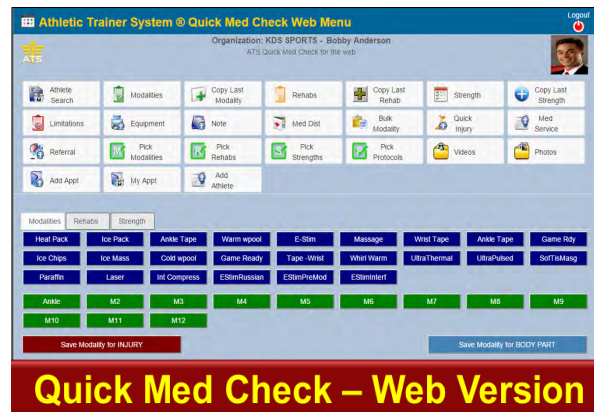 Athletic Trainer System ® Quick Med Check Web Menu
Logout
Organization: KDS SPORTS - Bobby Anderson
ATS Quick Med Check for the web
ATS
Athlete Search
Modalities
Copy Last Modality
Rehabs
Copy Last Rehab
Strength
Copy Last Strength
Limitations
Equipment
Note
Med Dist
Bulk Modality
Quick Injury
Med Service
Referral
Pick Modalities
Pick Rehabs
Pick Strengths
Pick Protocols
Videos
Photos
Add Appt
My Appt
Add Athlete
Modalities Rehabs Strength
Heat Pack Ice Pack Ankle Tape Warm wpool E-Stim Massage Wrist Tape Ankle Tape Game Rdy
Ice Chips Ice Mass Cold wpool Game Ready Tape -Wrist Whirl Warm UltraThermal UltraPulsed SofTisMasg
Paraffin Laser Int Compress EStimRussian EStimPreMod EStimInterf
Ankle M2 M3 M4 M5 M6 M7 M8 M9
M10 M11 M12
Save Modality for INJURY
Save Modality for BODY PART
Quick Med Check – Web Version